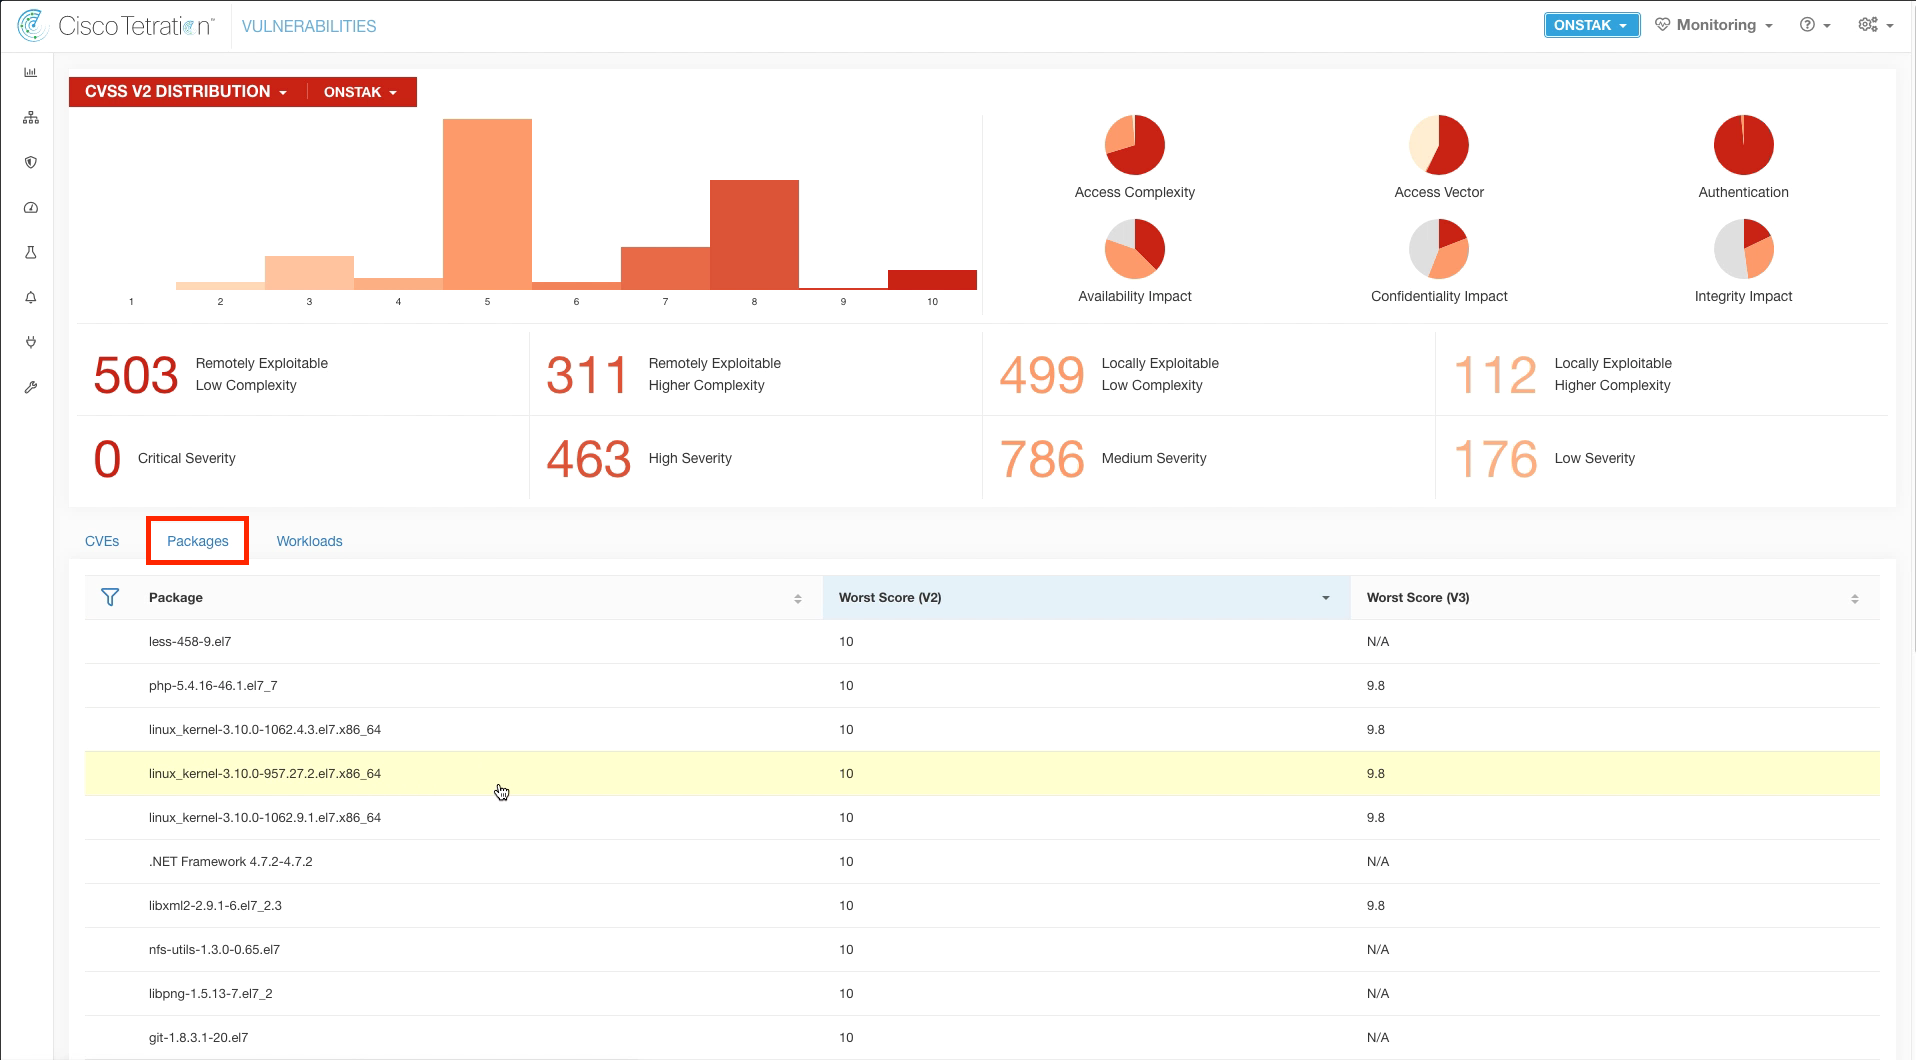 Cisco Tetration™
VULNERABILITIES
ONSTAK
Monitoring
?
CVSS V2 DISTRIBUTION
ONSTAK
1 2 3 4 5 6 7 8 9 10
Access Complexity
Access Vector
Authentication
Availability Impact
Confidentiality Impact
Integrity Impact
503 Remotely Exploitable
Low Complexity
311 Remotely Exploitable
Higher Complexity
499 Locally Exploitable
Low Complexity
112 Locally Exploitable
Higher Complexity
0 Critical Severity
463 High Severity
786 Medium Severity
176 Low Severity
CVEs Packages Workloads
Package Worst Score (V2) Worst Score (V3)
less-458-9.el7 10 N/A
php-5.4.16-46.1.el7_7 10 9.8
linux_kernel-3.10.0-1062.4.3.el7.x86_64 10 9.8
linux_kernel-3.10.0-957.27.2.el7.x86_64 10 9.8
linux_kernel-3.10.0-1062.9.1.el7.x86_64 10 9.8
.NET Framework 4.7.2-4.7.2 10 N/A
libxml2-2.9.1-6.el7_2.3 10 9.8
nfs-utils-1.3.0-0.65.el7 10 N/A
libpng-1.5.13-7.el7_2 10 N/A
git-1.8.3.1-20.el7 10 N/A